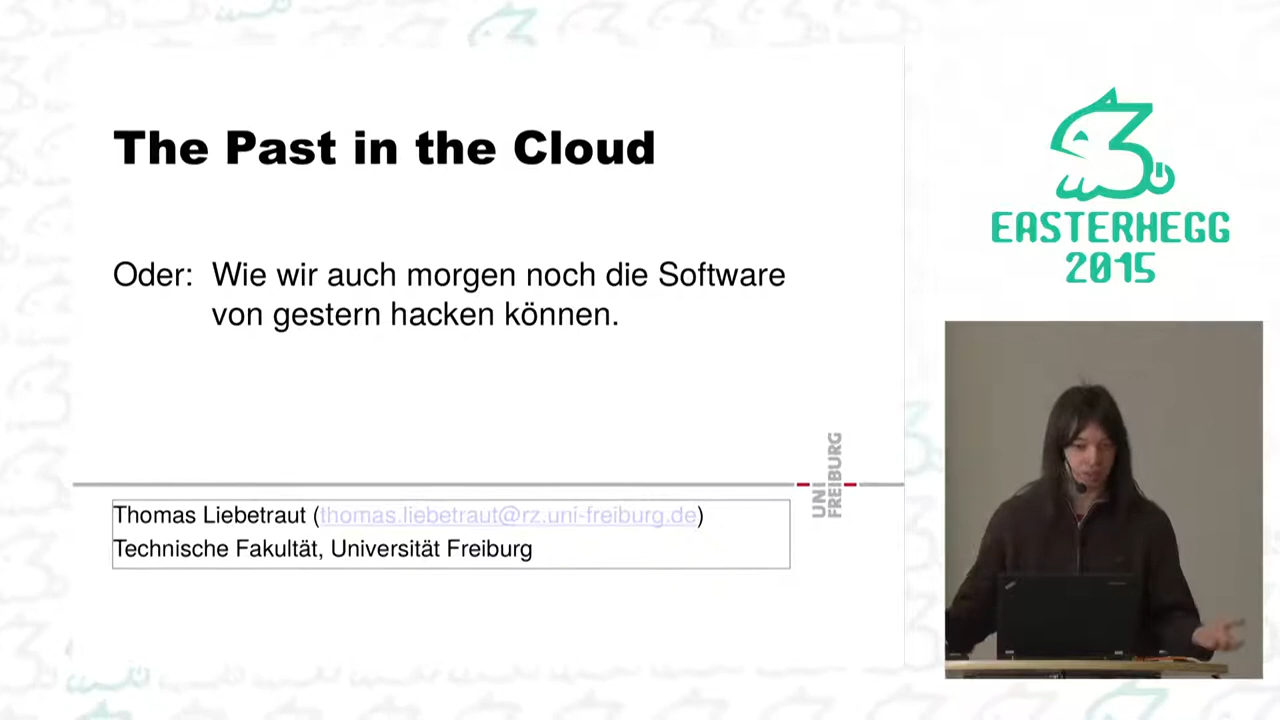 The Past in the Cloud
Oder: Wie wir auch morgen noch die Software
von gestern hacken können.
UNI
FREIBURG
Thomas Liebetraut (thomas.liebetraut@rz.uni-freiburg.de)
Technische Fakultät, Universität Freiburg
EASTERHEGG
2015